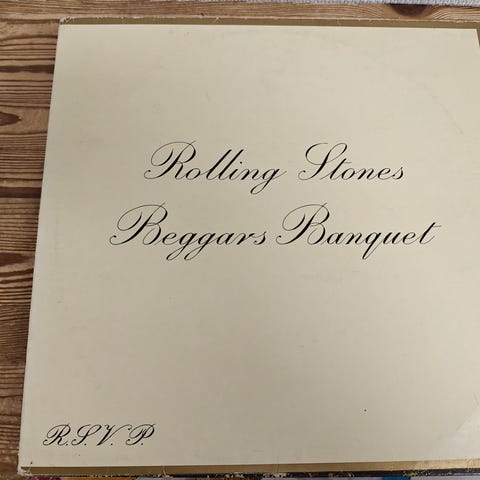 Rolling Stones
Beggars Banquet
R.S.V.P.